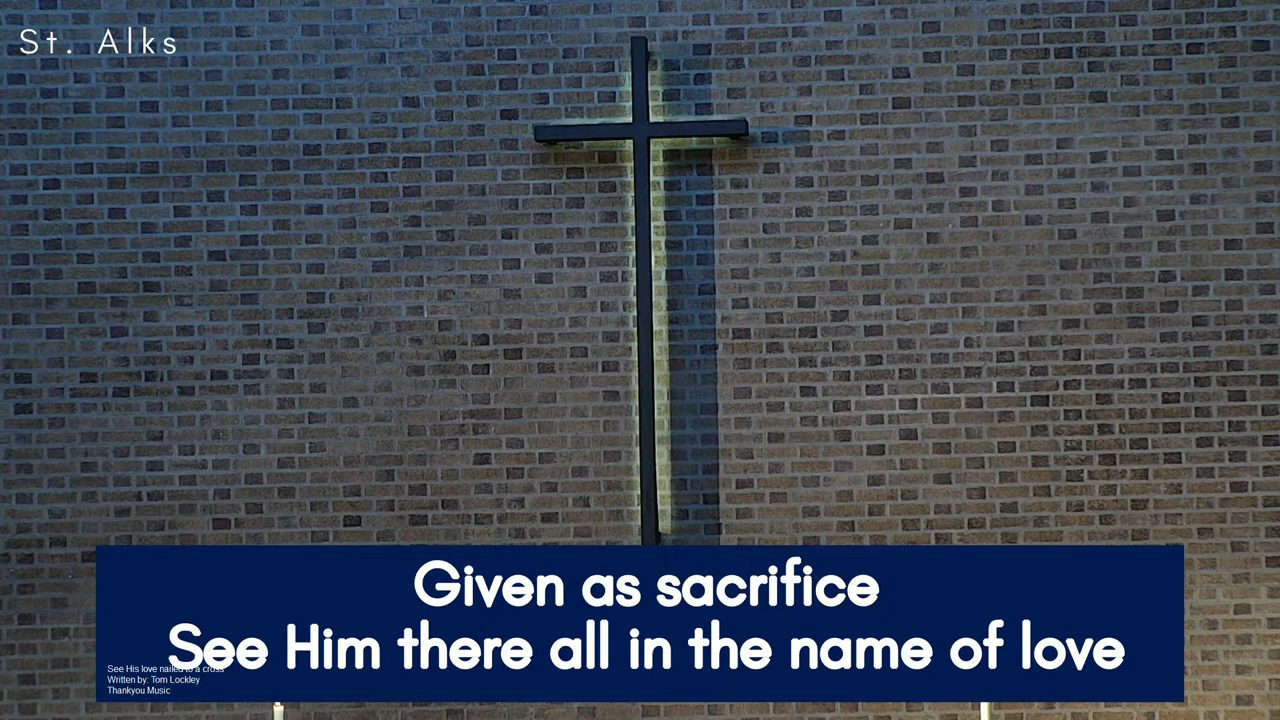 St. Alks
Given as sacrifice
See Him there all in the name of love
See His love nailed to a cross
Written by: Tom Lockley
Thankyou Music